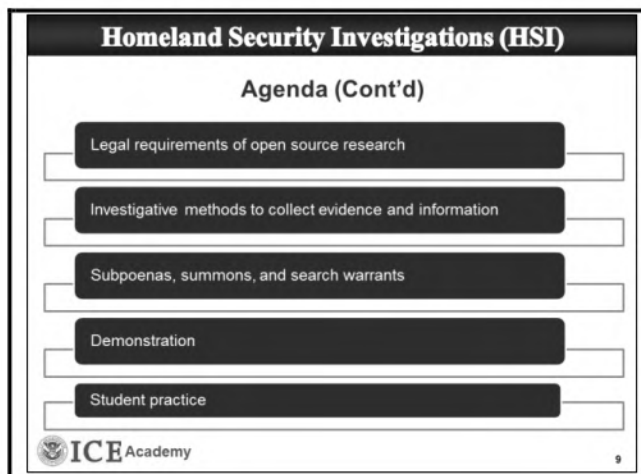 Homeland Security Investigations (HSI)
Agenda (Cont'd)
Legal requirements of open source research
Investigative methods to collect evidence and information
Subpoenas, summons, and search warrants
Demonstration
Student practice
ICE Academy
9